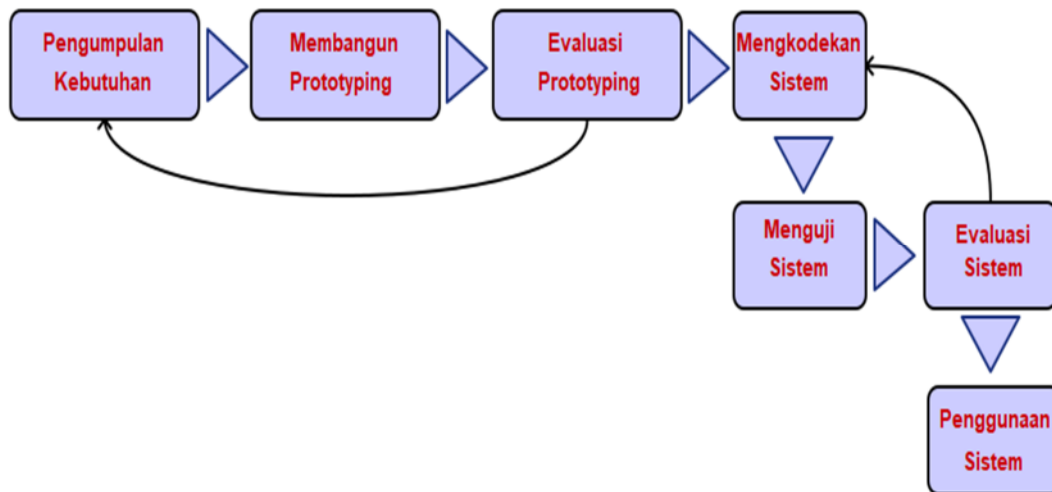 Pengumpulan
Kebutuhan
Membangun
Prototyping
Evaluasi
Prototyping
Mengkodekan
Sistem
Menguji
Sistem
Evaluasi
Sistem
Penggunaan
Sistem